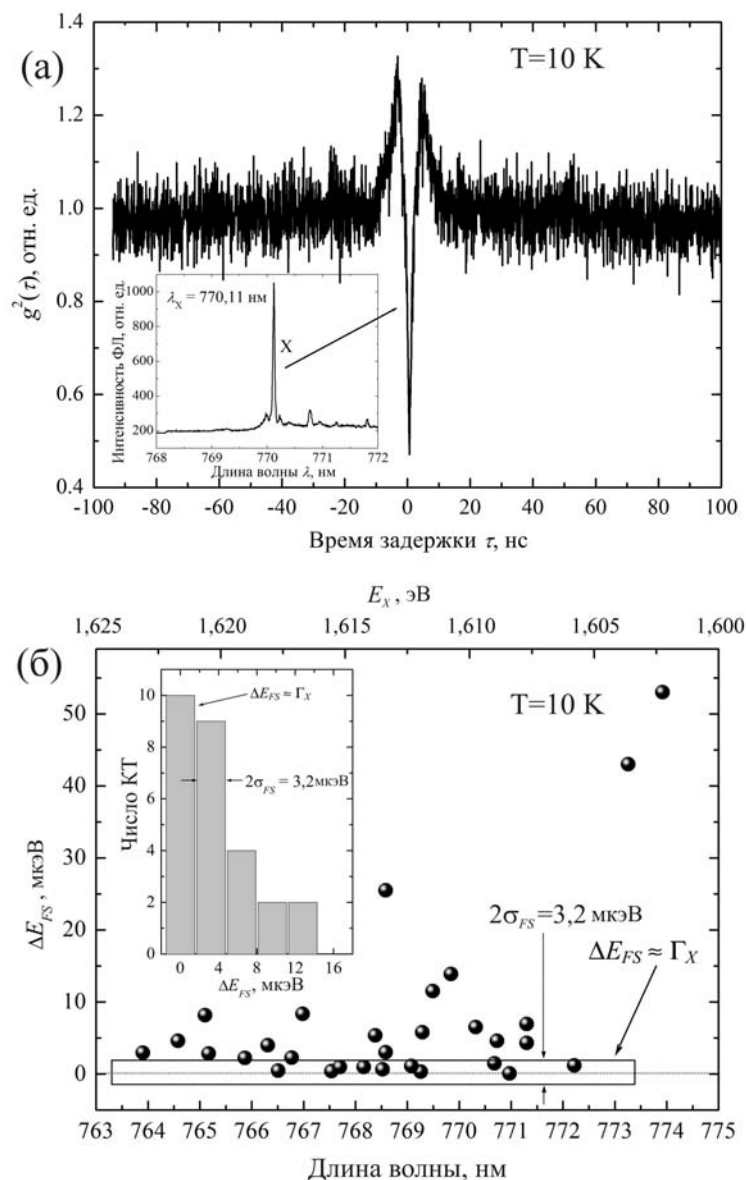 (а)
T=10 K
1.4
1.2
1.0
0.8
0.6
0.4
g²(τ), отн. ед.
-100 -80 -60 -40 -20 0 20 40 60 80 100
Время задержки τ, нс
λX = 770,11 нм
X
1000
800
600
400
200
Интенсивность ФЛ, отн. ед.
768 769 770 771 772
Длина волны λ, нм
EX , эВ
1,625 1,620 1,614 1,610 1,604 1,600
(б)
T=10 K
50
40
30
20
10
0
ΔEFS , мкэВ
ΔEFS ≈ ΓX
2σFS = 3,2 мкэВ
10
8
6
4
2
0
Число КТ
0 4 8 12 16
ΔEFS, мкэВ
2σFS=3,2 мкэВ
ΔEFS ≈ ΓX
763 764 765 766 767 768 769 770 771 772 773 774 775
Длина волны, нм